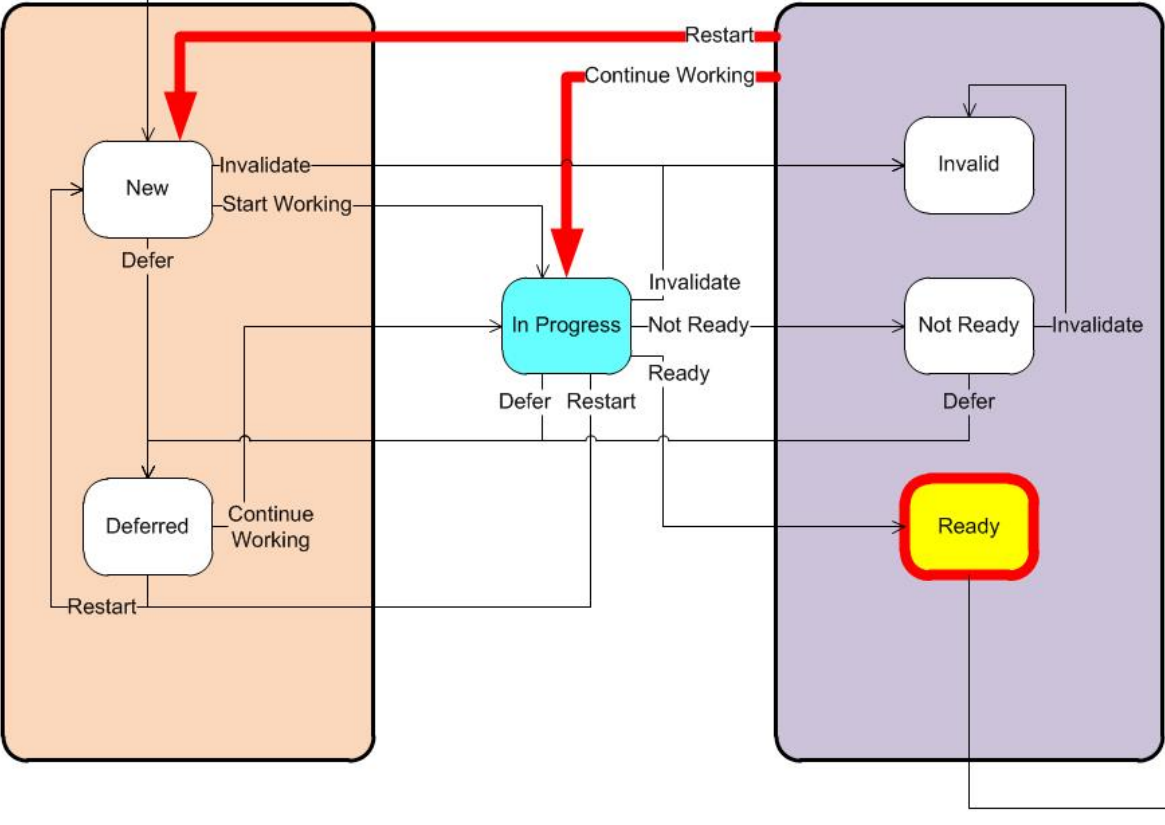 Restart
Continue Working
Invalidate
Invalid
New
Start Working
Defer
Invalidate
In Progress
Not Ready
Not Ready
Invalidate
Ready
Defer
Restart
Defer
Deferred
Continue
Working
Ready
Restart